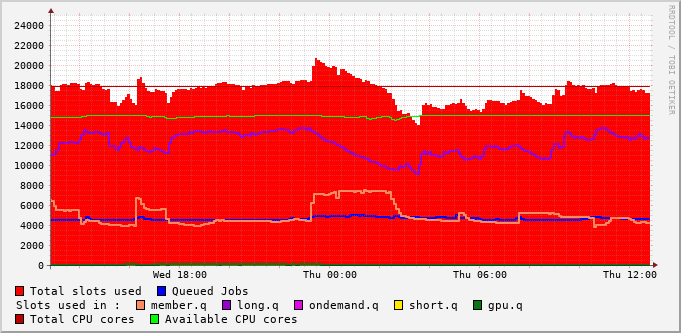 RRDTOOL / TOBI OETIKER
24000
22000
20000
18000
16000
14000
12000
10000
8000
6000
4000
2000
0
Wed 18:00 Thu 00:00 Thu 06:00 Thu 12:00
Total slots used Queued Jobs
Slots used in : member.q long.q ondemand.q short.q gpu.q
Total CPU cores Available CPU cores